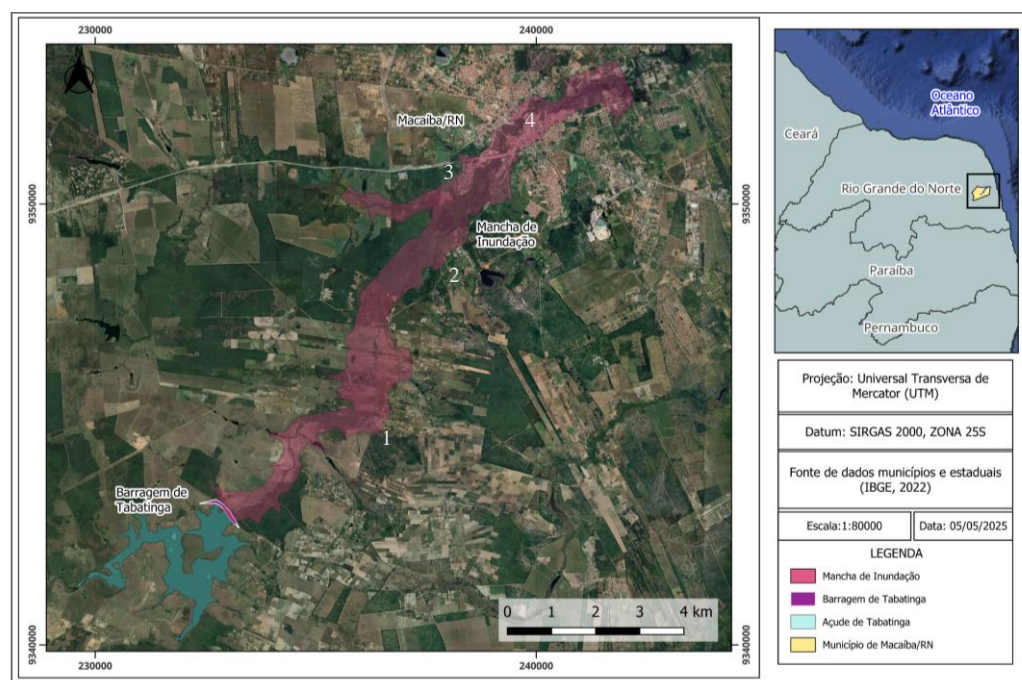 230000
240000
Macaíba/RN
4
3
9350000
9350000
Mancha de
Inundação
2
1
Barragem de
Tabatinga
0 1 2 3 4 km
9340000
9340000
230000
240000
Oceano
Atlântico
Ceará
Rio Grande do Norte
Paraíba
Pernambuco
Projeção: Universal Transversa de
Mercator (UTM)
Datum: SIRGAS 2000, ZONA 25S
Fonte de dados municípios e estaduais
(IBGE, 2022)
Escala:1:80000
Data: 05/05/2025
LEGENDA
Mancha de Inundação
Barragem de Tabatinga
Açude de Tabatinga
Município de Macaíba/RN